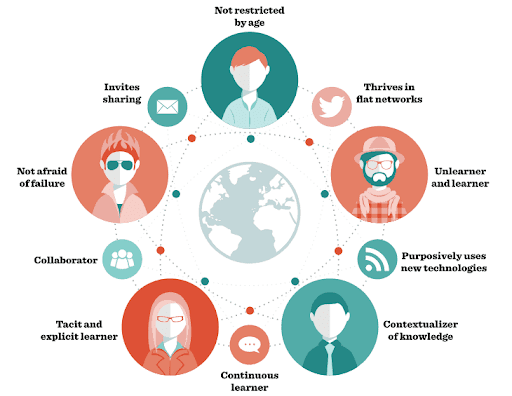 Not restricted
by age
Invites
sharing
Thrives in
flat networks
Not afraid
of failure
Unlearner
and learner
Collaborator
Purposively uses
new technologies
Tacit and
explicit learner
Contextualizer
of knowledge
Continuous
learner